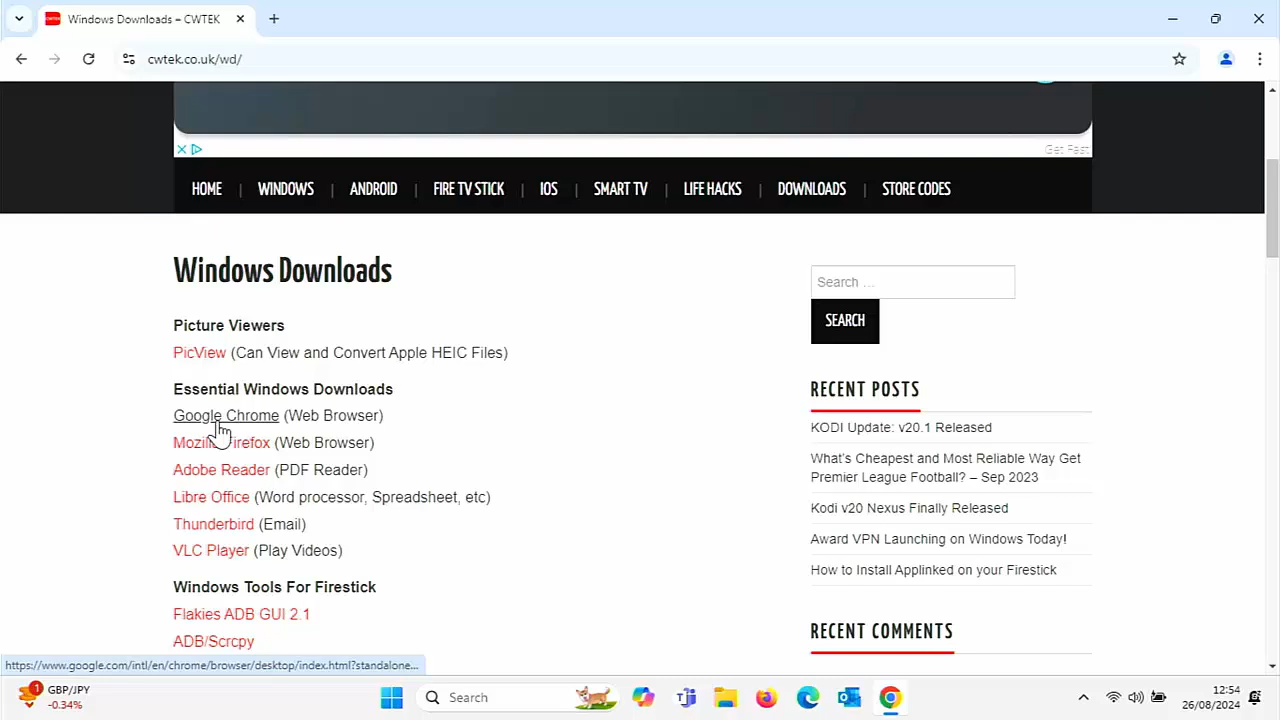 Windows Downloads – CWTEK
cwtek.co.uk/wd/
Get Fast
HOME | WINDOWS | ANDROID | FIRE TV STICK | IOS | SMART TV | LIFE HACKS | DOWNLOADS | STORE CODES
Windows Downloads
Picture Viewers
PicView (Can View and Convert Apple HEIC Files)
Essential Windows Downloads
Google Chrome (Web Browser)
Mozilla Firefox (Web Browser)
Adobe Reader (PDF Reader)
Libre Office (Word processor, Spreadsheet, etc)
Thunderbird (Email)
VLC Player (Play Videos)
Windows Tools For Firestick
Flakies ADB GUI 2.1
ADB/Scrcpy
Search …
SEARCH
RECENT POSTS
KODI Update: v20.1 Released
What's Cheapest and Most Reliable Way Get
Premier League Football? – Sep 2023
Kodi v20 Nexus Finally Released
Award VPN Launching on Windows Today!
How to Install Applinked on your Firestick
RECENT COMMENTS
https://www.google.com/intl/en/chrome/browser/desktop/index.html?standalone...
1
GBP/JPY
-0.34%
Search
12:54
26/08/2024